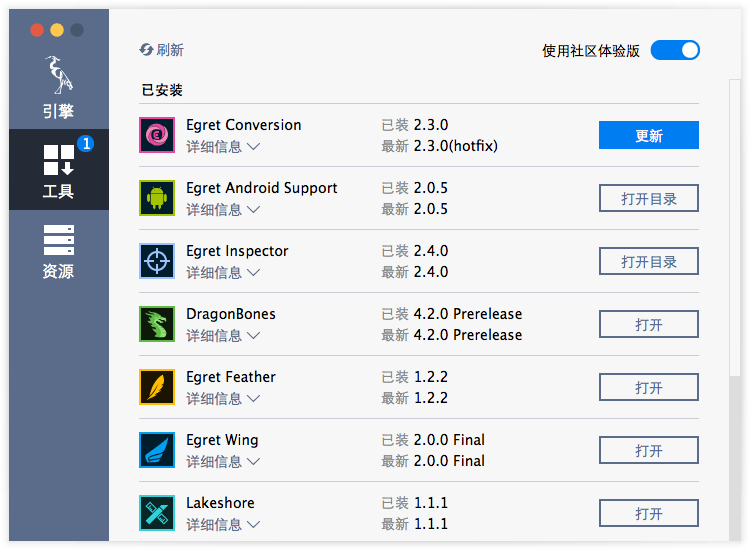 刷新
使用社区体验版
引擎
1
工具
资源
已安装
Egret Conversion
已装 2.3.0
详细信息
最新 2.3.0(hotfix)
更新
Egret Android Support
已装 2.0.5
详细信息
最新 2.0.5
打开目录
Egret Inspector
已装 2.4.0
详细信息
最新 2.4.0
打开目录
DragonBones
已装 4.2.0 Prerelease
详细信息
最新 4.2.0 Prerelease
打开
Egret Feather
已装 1.2.2
详细信息
最新 1.2.2
打开
Egret Wing
已装 2.0.0 Final
详细信息
最新 2.0.0 Final
打开
Lakeshore
已装 1.1.1
详细信息
最新 1.1.1
打开